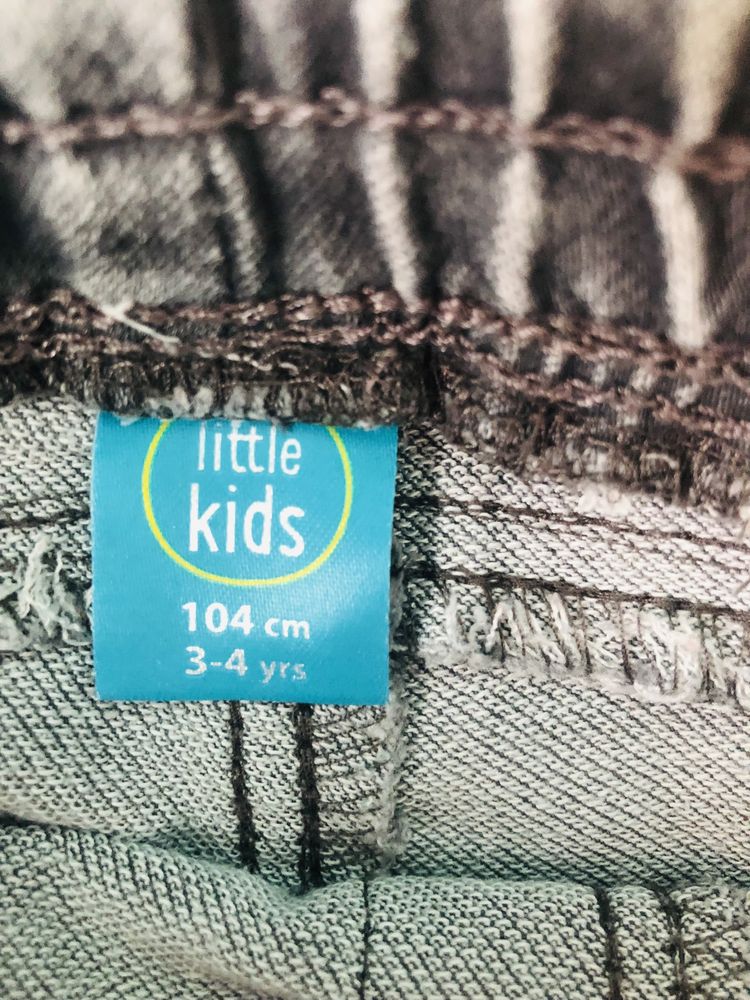 little
kids
104 cm
3-4 yrs